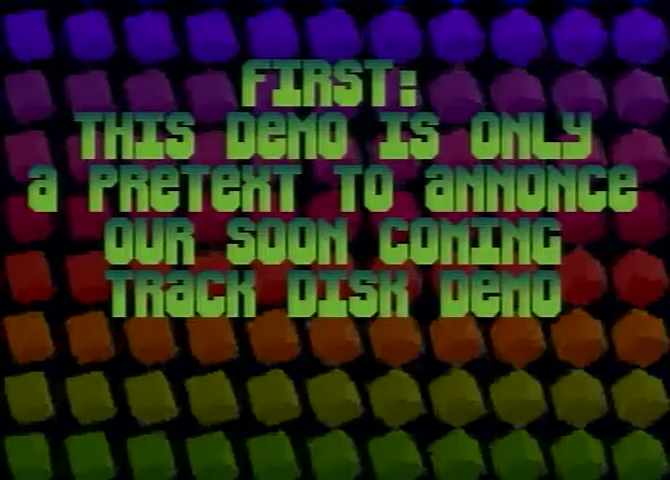 FIRST:
THIS DeMO IS ONLY
a PReTeXT TO aNNONCe
OUR SOON COMING
TRaCK DISK DeMO